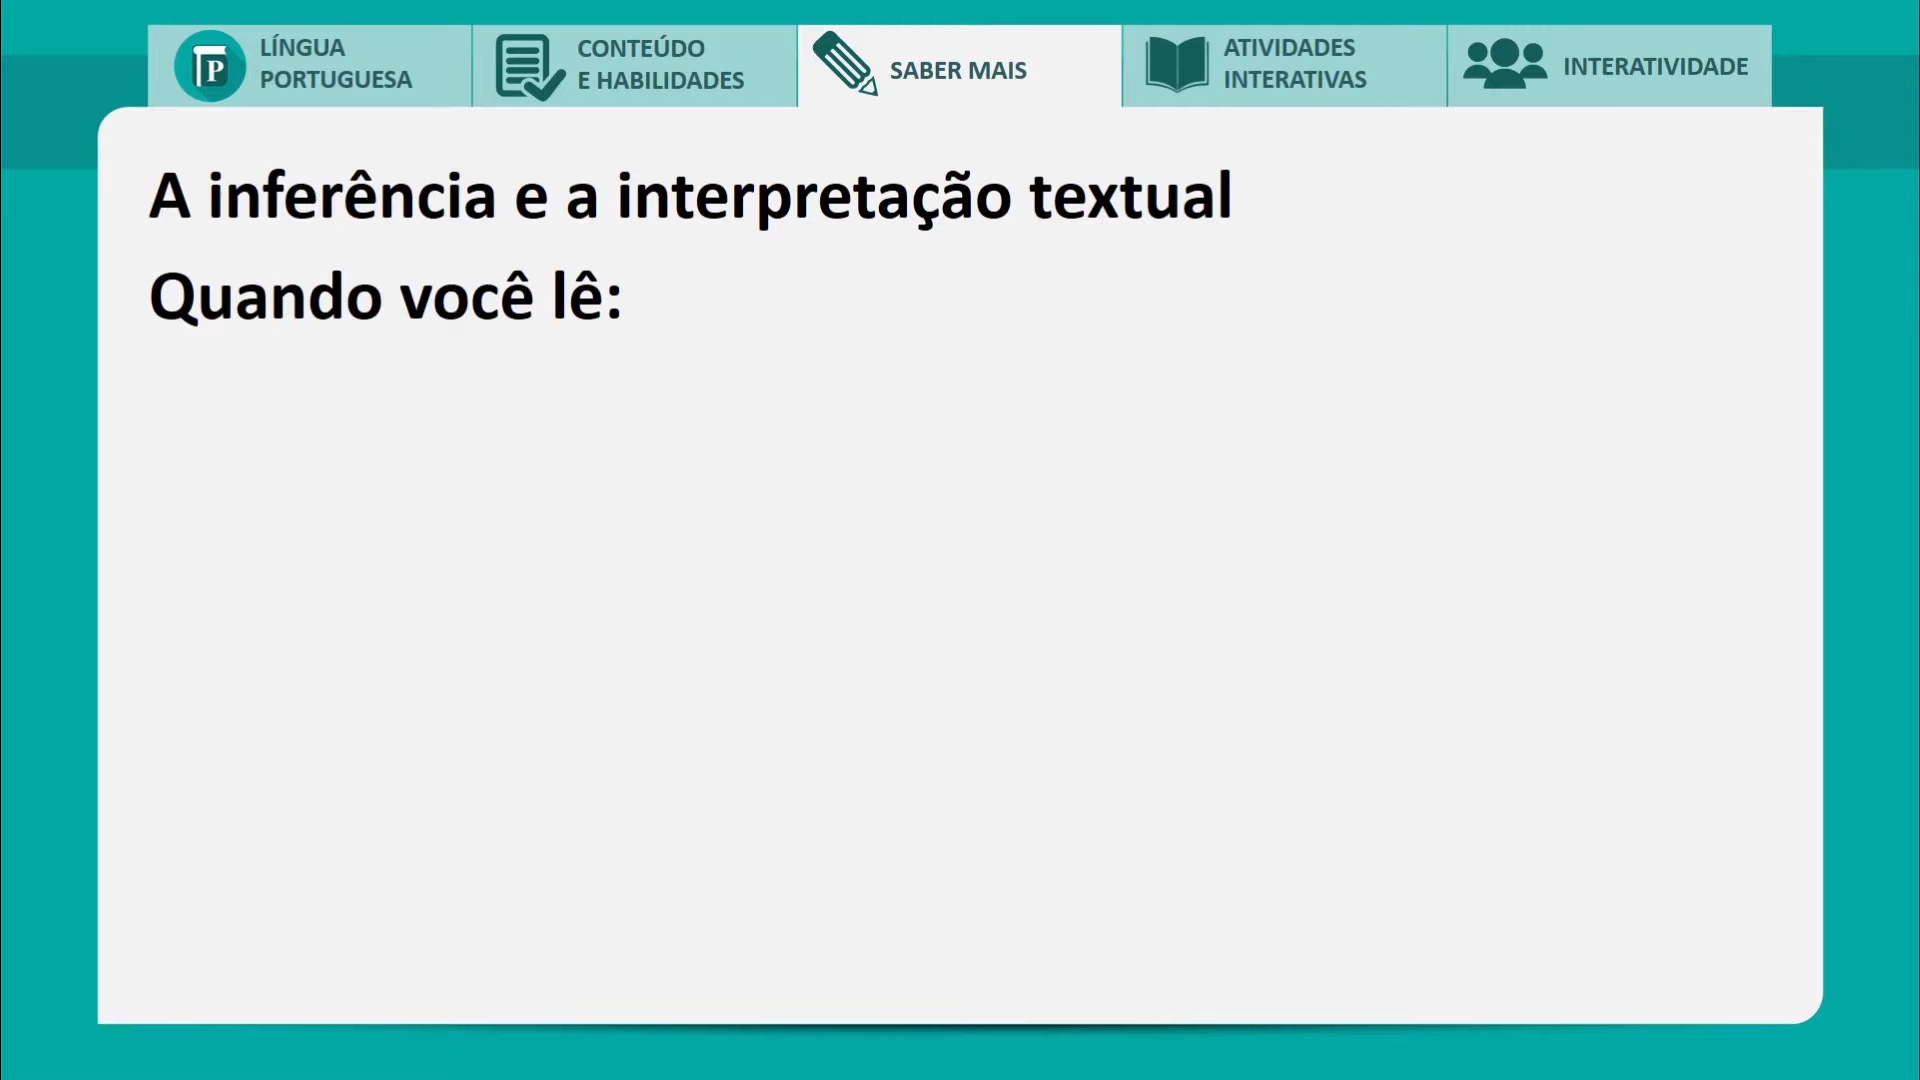 LÍNGUA
PORTUGUESA
CONTEÚDO
E HABILIDADES
SABER MAIS
ATIVIDADES
INTERATIVAS
INTERATIVIDADE
P
A inferência e a interpretação textual
Quando você lê: